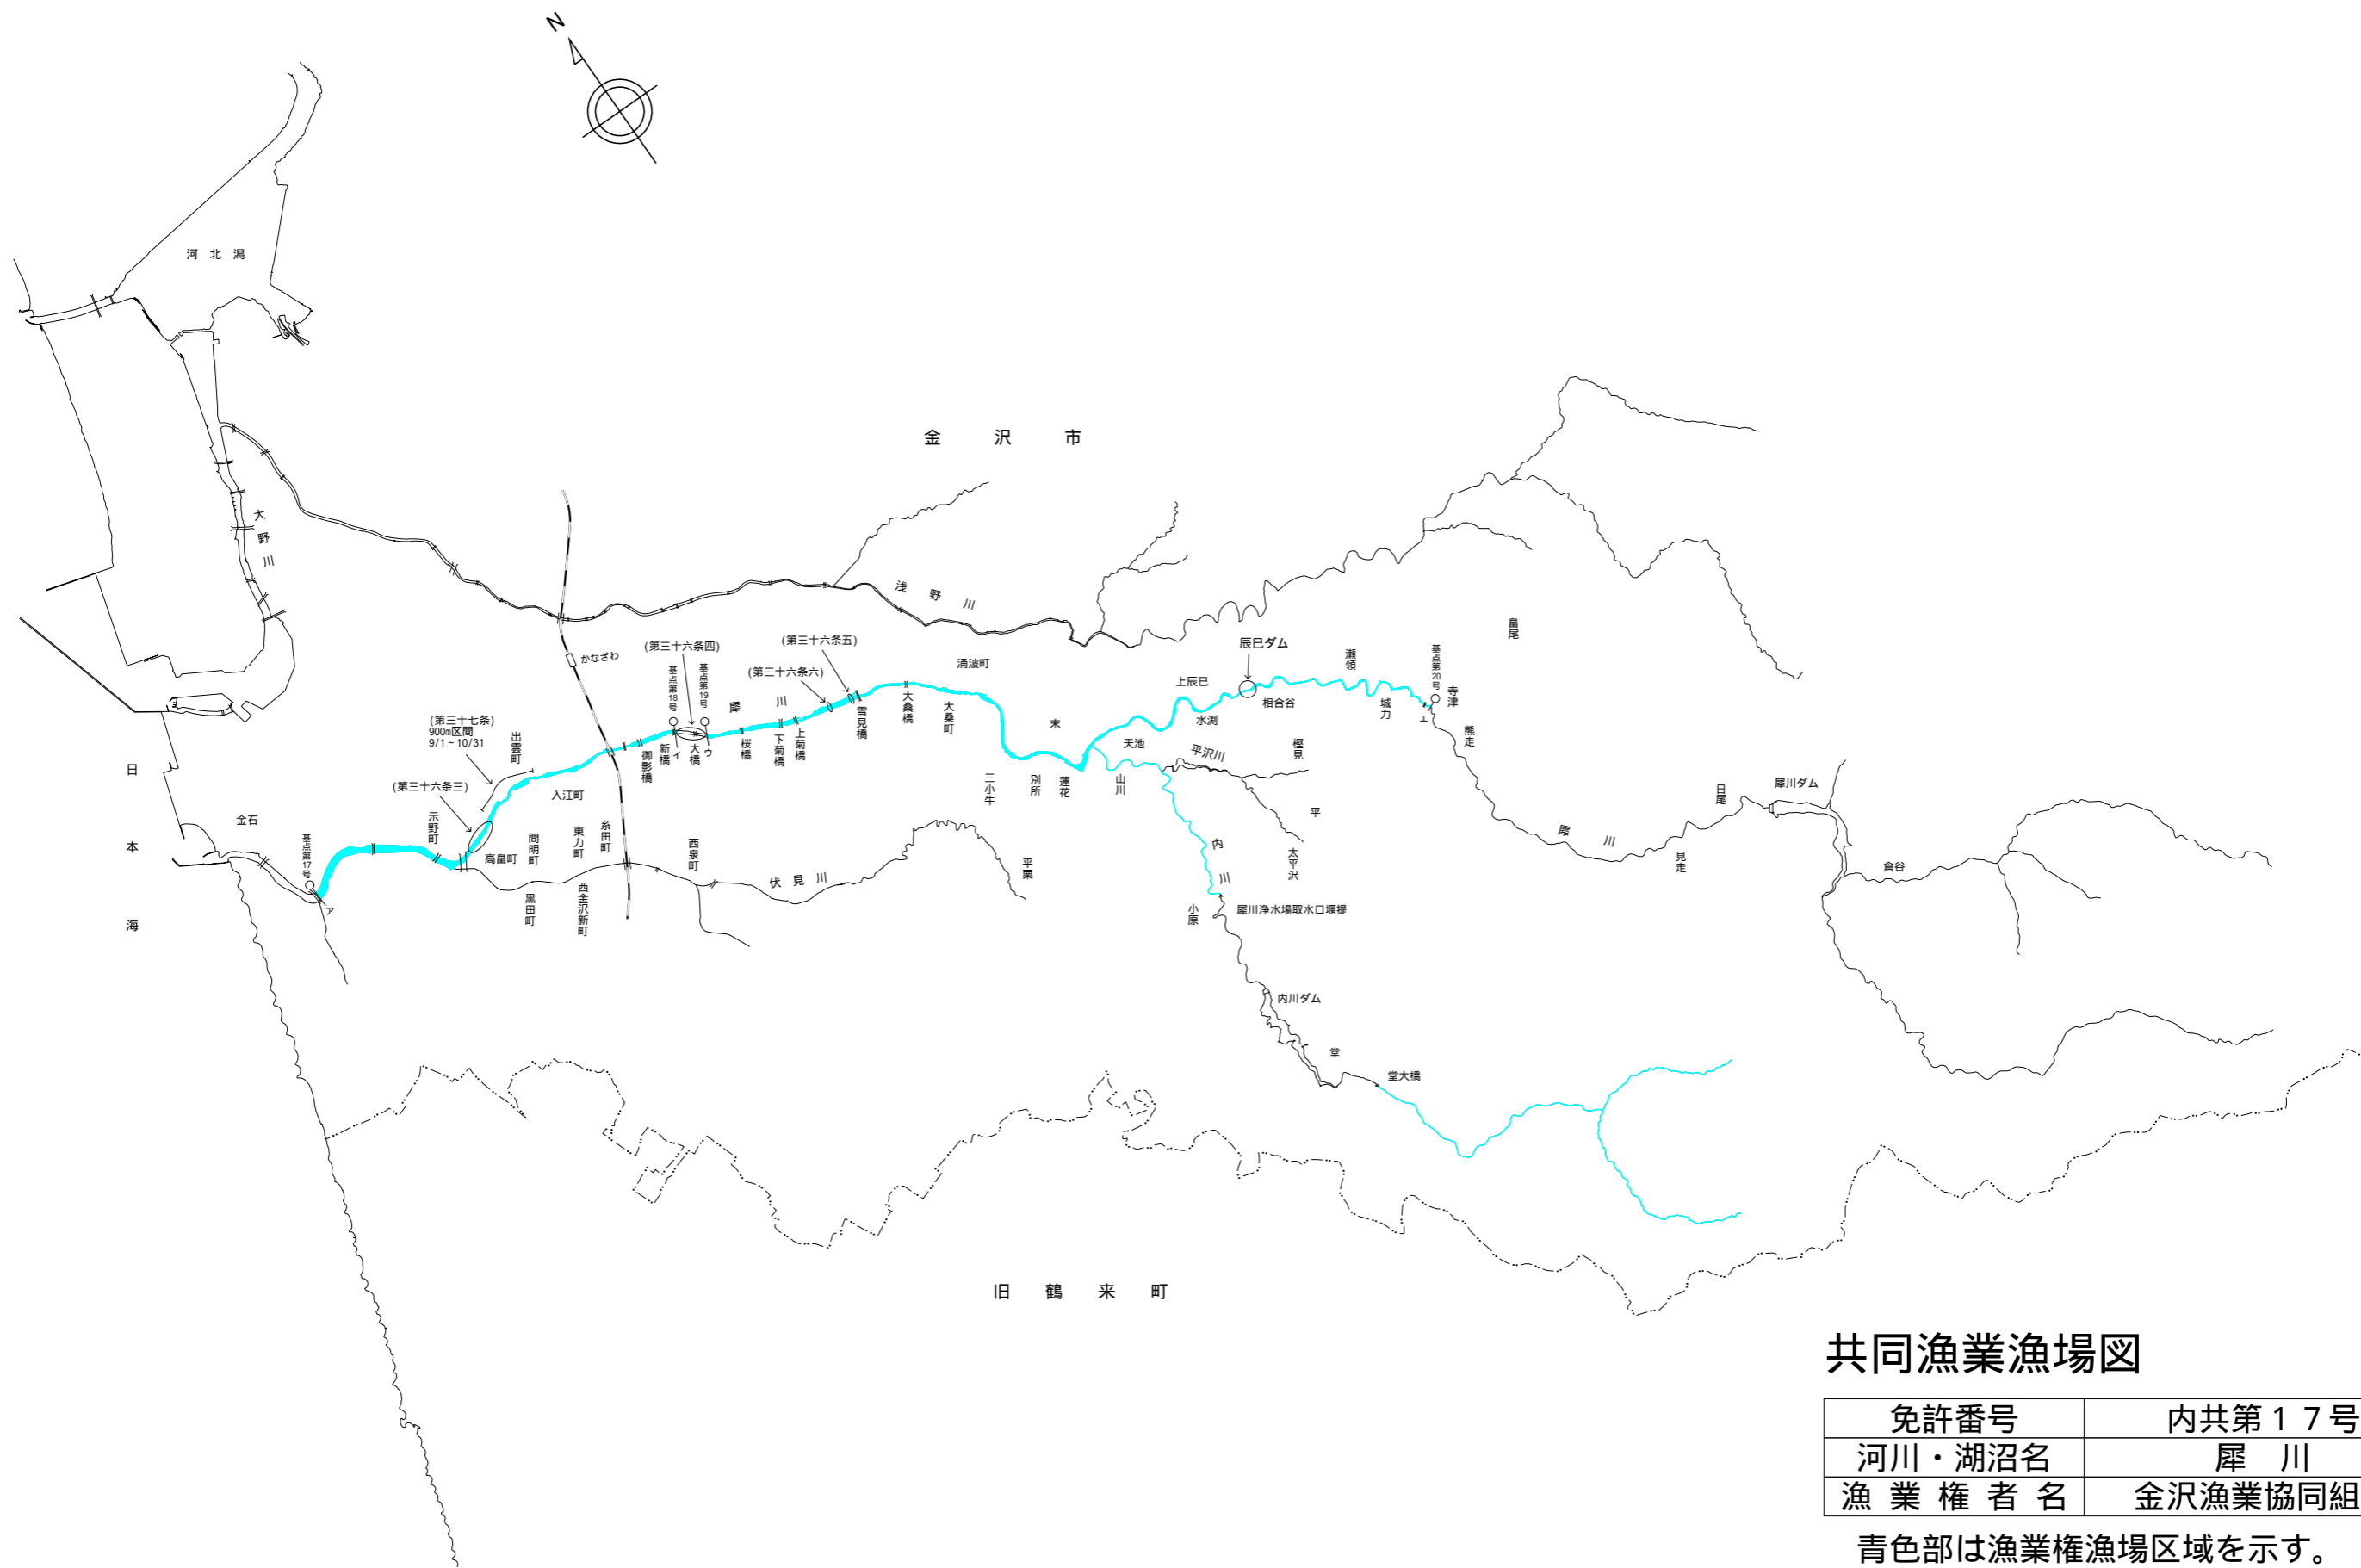 N
河北潟
金沢市
大野川
浅野川
(第三十六条五)
(第三十六条四)
(第三十六条六)
かなざわ
基点第18号
基点第19号
犀川
涌波町
辰巳ダム
上辰巳
瀬領
畠尾
基点第20号
寺津
エ
相合谷
城力
熊走
水渕
末
天池
平沢川
樫見
大桑橋
大桑町
雪見橋
上菊橋
下菊橋
桜橋
ウ
大橋
イ
新橋
御影橋
(第三十七条)
900m区間
9/1~10/31
出雲町
(第三十六条三)
入江町
示野町
高畠町
間明町
東力町
糸田町
西泉町
黒田町
西金沢新町
伏見川
平栗
三小牛
別所
蓮花
山川
平
太平沢
内川
小原
犀川浄水場取水口堰提
日尾
犀川ダム
犀川
見走
倉谷
日本海
金石
基点第17号
ア
内川ダム
堂
堂大橋
旧鶴来町
共同漁業漁場図
免許番号 内共第17号
河川・湖沼名 犀川
漁業権者名 金沢漁業協同組
青色部は漁業権漁場区域を示す。